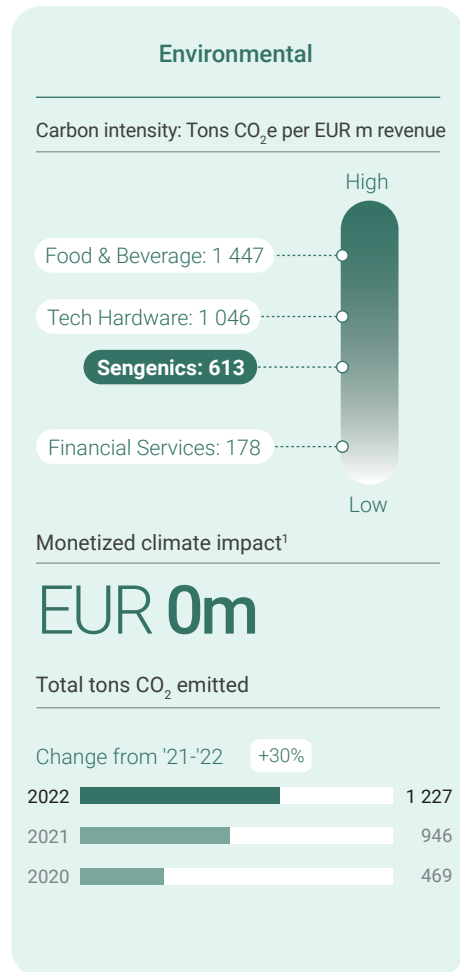 Environmental
Carbon intensity: Tons CO₂e per EUR m revenue
High
Food & Beverage: 1 447
Tech Hardware: 1 046
Sengenics: 613
Financial Services: 178
Low
Monetized climate impact¹
EUR 0m
Total tons CO₂ emitted
Change from '21-'22 +30%
2022 1 227
2021 946
2020 469